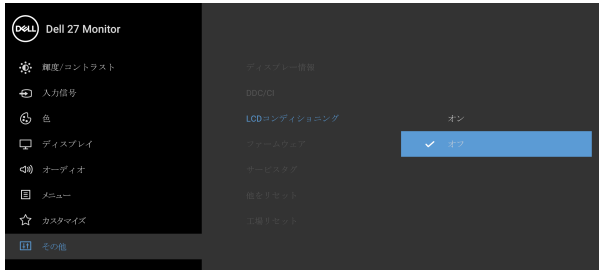 DELL Dell 27 Monitor
輝度/コントラスト
入力信号
色
ディスプレイ
オーディオ
メニュー
カスタマイズ
その他
ディスプレー情報
DDC/CI
LCDコンディショニング
ファームウェア
サービスタグ
他をリセット
工場リセット
オン
オフ